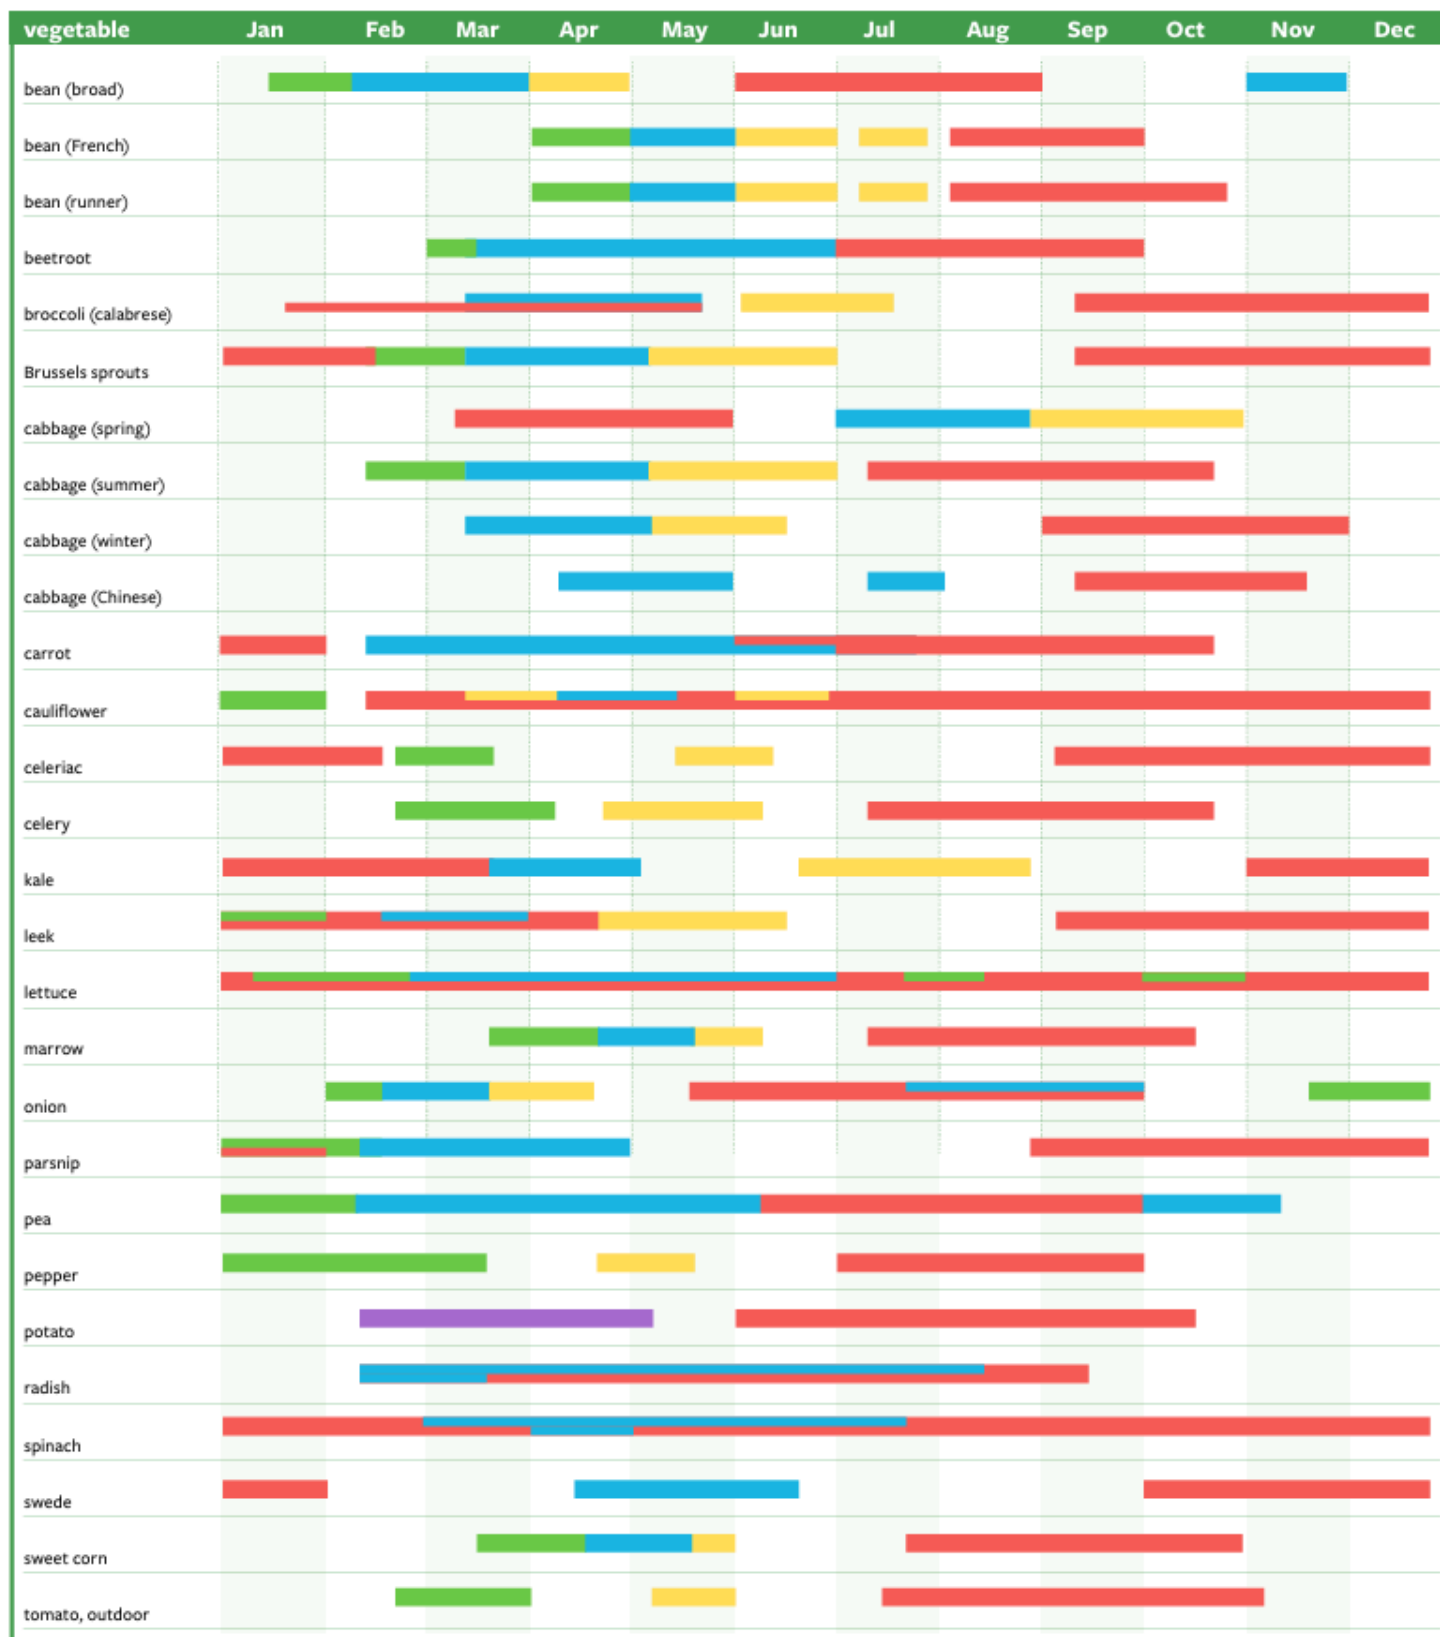 vegetable Jan Feb Mar Apr May Jun Jul Aug Sep Oct Nov Dec
bean (broad)
bean (French)
bean (runner)
beetroot
broccoli (calabrese)
Brussels sprouts
cabbage (spring)
cabbage (summer)
cabbage (winter)
cabbage (Chinese)
carrot
cauliflower
celeriac
celery
kale
leek
lettuce
marrow
onion
parsnip
pea
pepper
potato
radish
spinach
swede
sweet corn
tomato, outdoor